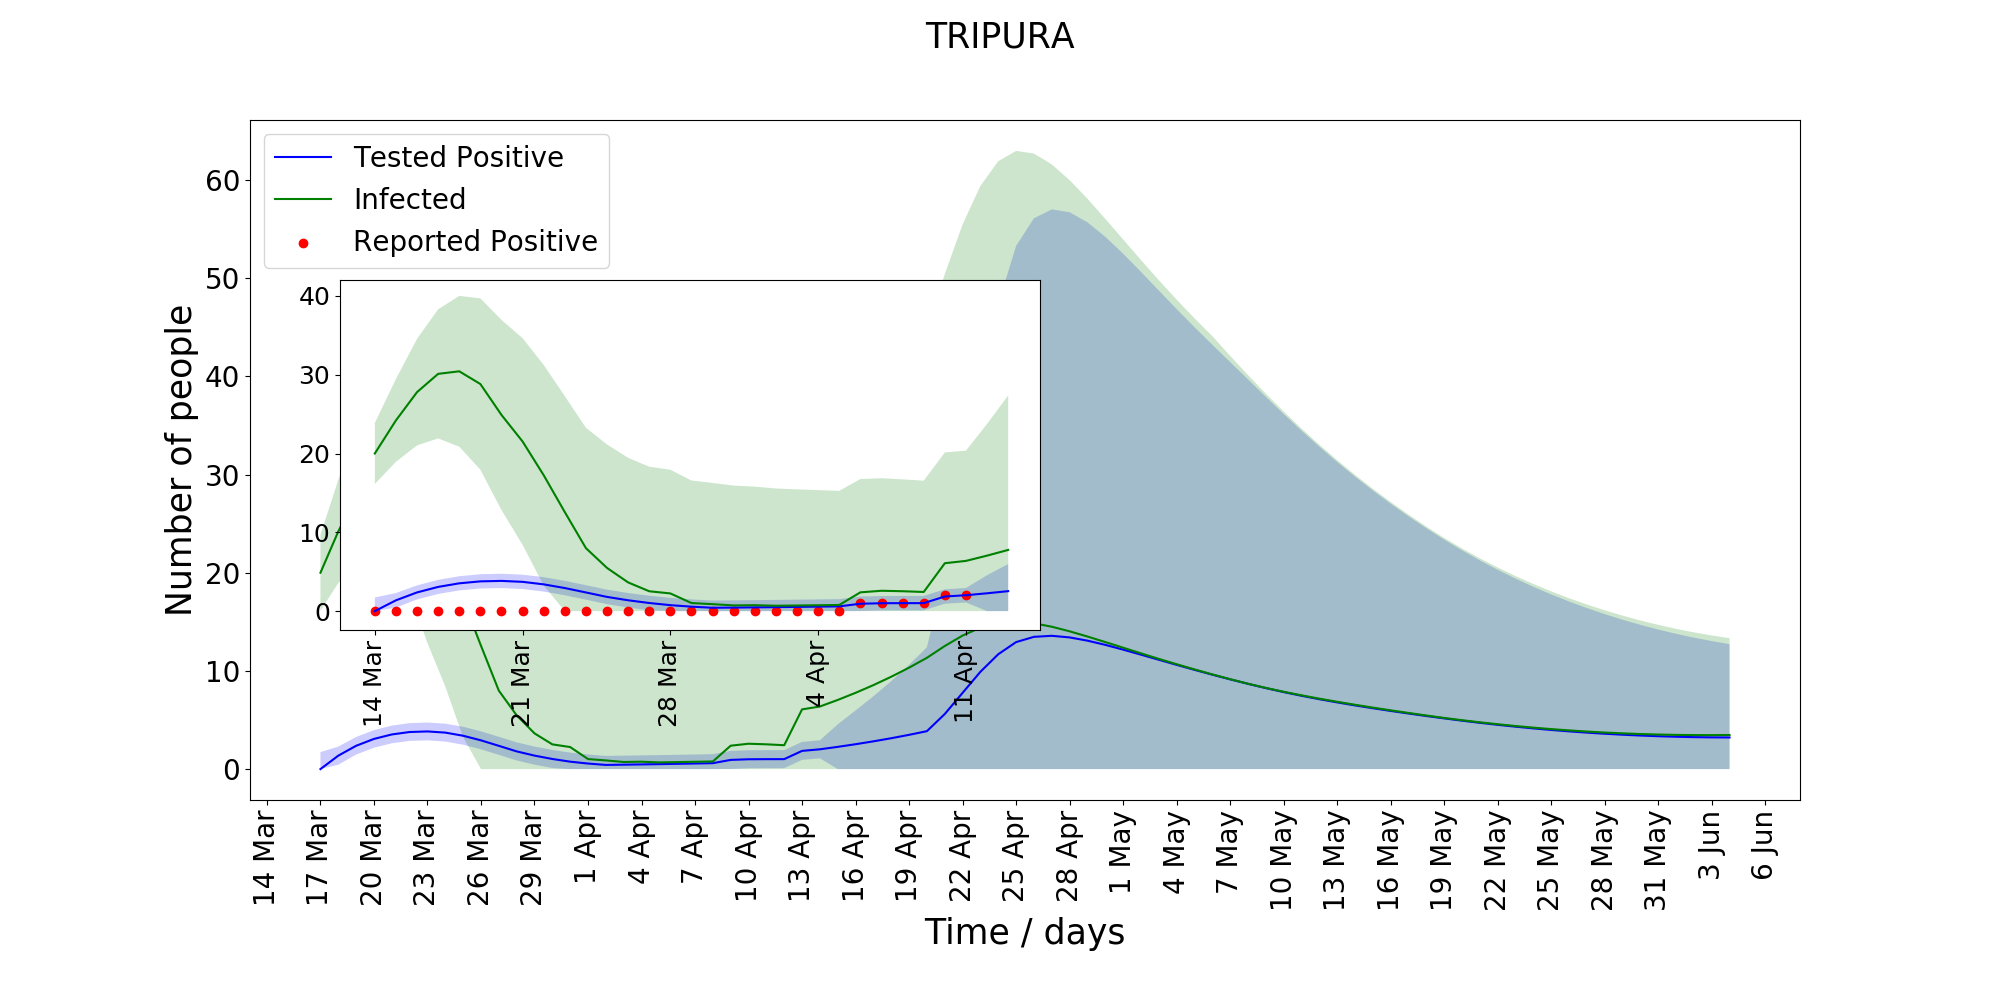 TRIPURA
Tested Positive
Infected
Reported Positive
Number of people
60
50
40
30
20
10
0
40
30
20
10
0
14 Mar
21 Mar
28 Mar
4 Apr
11 Apr
14 Mar
17 Mar
20 Mar
23 Mar
26 Mar
29 Mar
1 Apr
4 Apr
7 Apr
10 Apr
13 Apr
16 Apr
19 Apr
22 Apr
25 Apr
28 Apr
1 May
4 May
7 May
10 May
13 May
16 May
19 May
22 May
25 May
28 May
31 May
3 Jun
6 Jun
Time / days